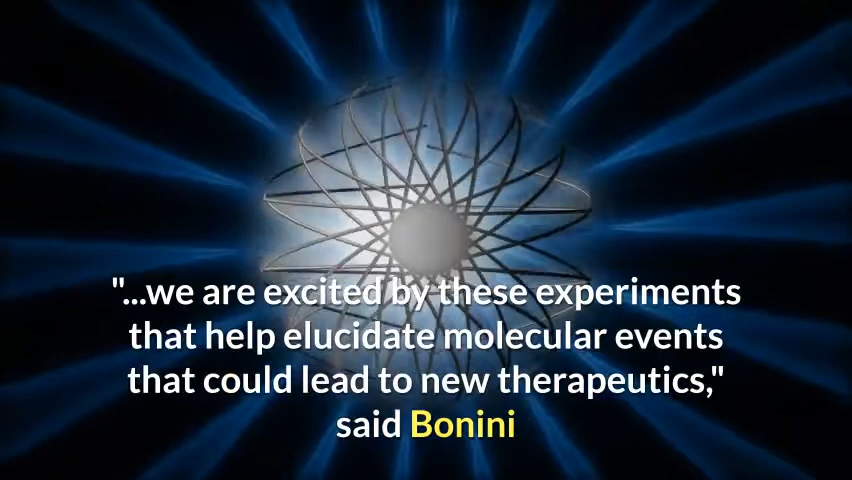 "...we are excited by these experiments
that help elucidate molecular events
that could lead to new therapeutics,"
said Bonini